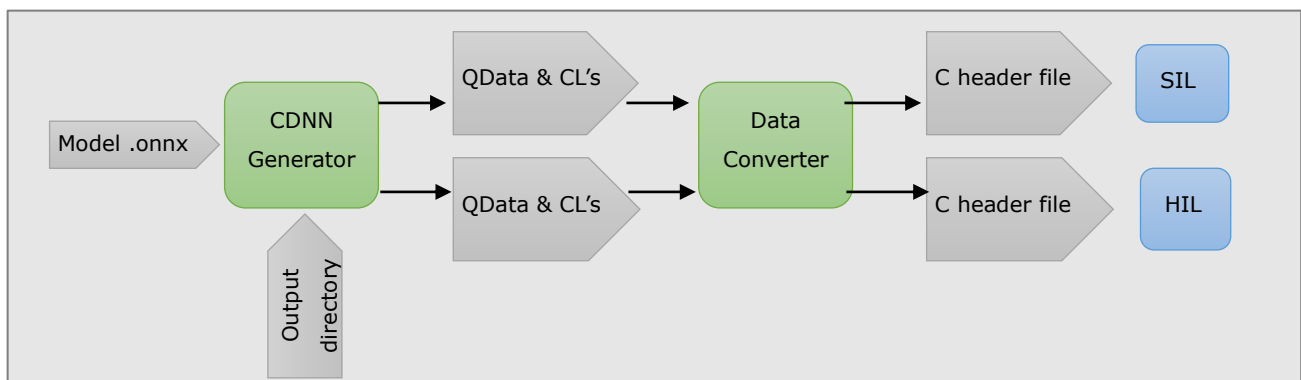 Model .onnx
CDNN
Generator
Output
directory
QData & CL’s
QData & CL’s
Data
Converter
C header file
C header file
SIL
HIL